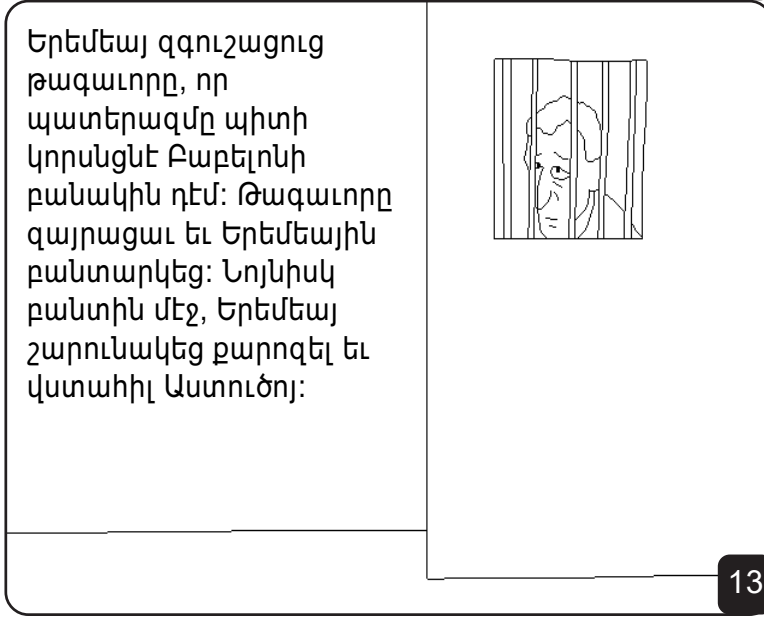 Երեմեայ զգուշացուց
թագաւորը, որ
պատերազմը պիտի
կորսնցնէ Բաբելոնի
բանակին դէմ: Թագաւորը
զայրացաւ եւ Երեմեային
բանտարկեց: Նոյնիսկ
բանտին մէջ, Երեմեայ
շարունակեց քարոզել եւ
վստահիլ Աստուծոյ:
13